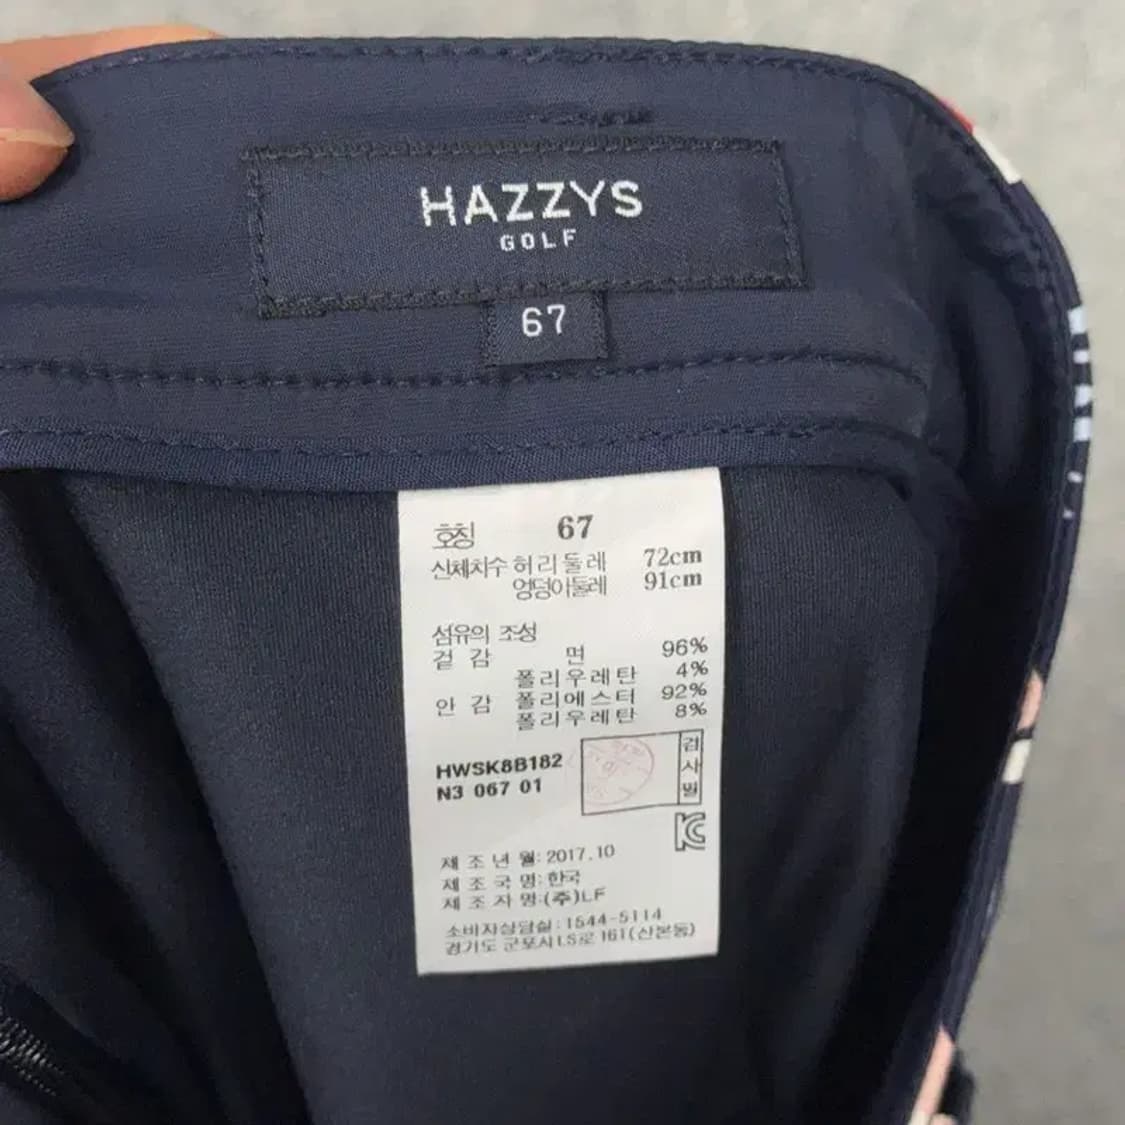 HAZZYS
GOLF
67
호칭 67
신체치수 허리둘레 72cm
엉덩이둘레 91cm
섬유의 조성
겉감 면 96%
폴리우레탄 4%
안감 폴리에스터 92%
폴리우레탄 8%
HWSK8B182
N3 067 01
검사필
KC
제조년월:2017.10
제조국명:한국
제조자명:(주)LF
소비자상담실:1544-5114
경기도 군포시 LS로 161(산본동)